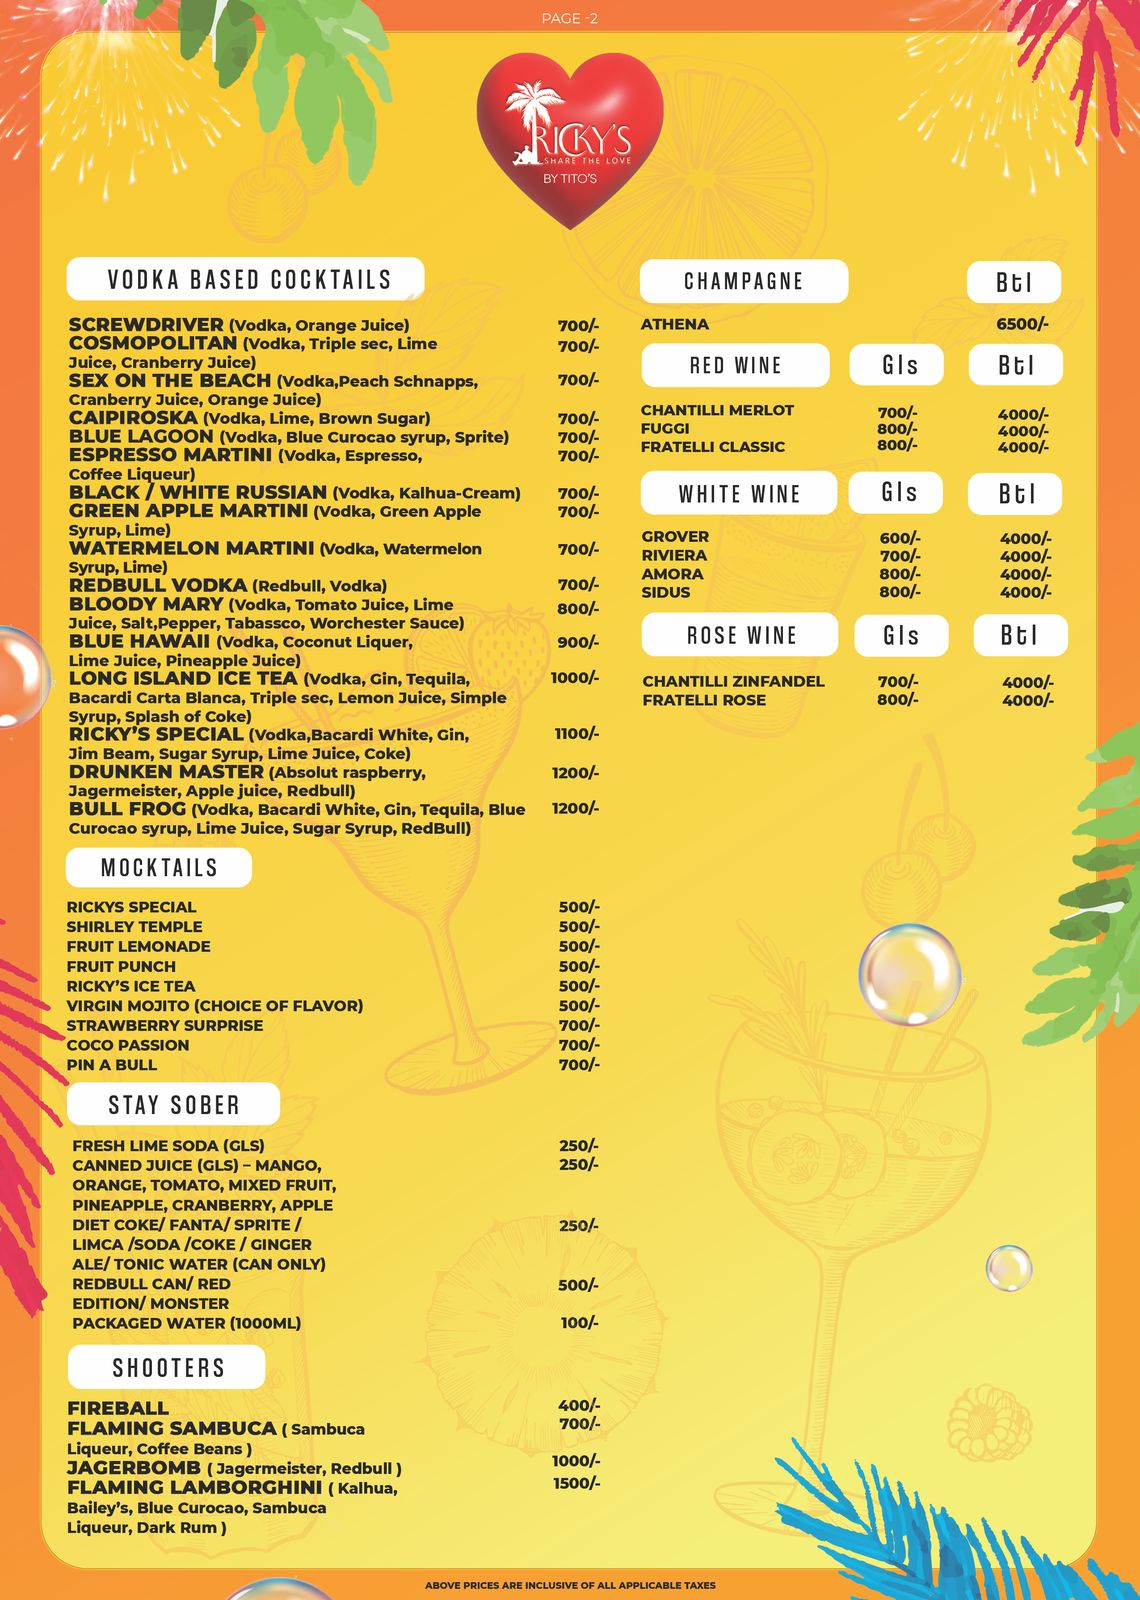 PAGE -2
RICKY'S
SHARE THE LOVE
BY TITO'S
VODKA BASED COCKTAILS
SCREWDRIVER (Vodka, Orange Juice) 700/-
COSMOPOLITAN (Vodka, Triple sec, Lime 700/-
Juice, Cranberry Juice)
SEX ON THE BEACH (Vodka,Peach Schnapps, 700/-
Cranberry Juice, Orange Juice)
CAIPIROSKA (Vodka, Lime, Brown Sugar) 700/-
BLUE LAGOON (Vodka, Blue Curocao syrup, Sprite) 700/-
ESPRESSO MARTINI (Vodka, Espresso, 700/-
Coffee Liqueur)
BLACK / WHITE RUSSIAN (Vodka, Kalhua-Cream) 700/-
GREEN APPLE MARTINI (Vodka, Green Apple 700/-
Syrup, Lime)
WATERMELON MARTINI (Vodka, Watermelon 700/-
Syrup, Lime)
REDBULL VODKA (Redbull, Vodka) 700/-
BLOODY MARY (Vodka, Tomato Juice, Lime 800/-
Juice, Salt,Pepper, Tabassco, Worchester Sauce)
BLUE HAWAII (Vodka, Coconut Liquer, 900/-
Lime Juice, Pineapple Juice)
LONG ISLAND ICE TEA (Vodka, Gin, Tequila, 1000/-
Bacardi Carta Blanca, Triple sec, Lemon Juice, Simple
Syrup, Splash of Coke)
RICKY'S SPECIAL (Vodka,Bacardi White, Gin, 1100/-
Jim Beam, Sugar Syrup, Lime Juice, Coke)
DRUNKEN MASTER (Absolut raspberry, 1200/-
Jagermeister, Apple juice, Redbull)
BULL FROG (Vodka, Bacardi White, Gin, Tequila, Blue 1200/-
Curocao syrup, Lime Juice, Sugar Syrup, RedBull)
MOCKTAILS
RICKYS SPECIAL 500/-
SHIRLEY TEMPLE 500/-
FRUIT LEMONADE 500/-
FRUIT PUNCH 500/-
RICKY'S ICE TEA 500/-
VIRGIN MOJITO (CHOICE OF FLAVOR) 500/-
STRAWBERRY SURPRISE 700/-
COCO PASSION 700/-
PIN A BULL 700/-
STAY SOBER
FRESH LIME SODA (GLS) 250/-
CANNED JUICE (GLS) – MANGO, 250/-
ORANGE, TOMATO, MIXED FRUIT,
PINEAPPLE, CRANBERRY, APPLE
DIET COKE/ FANTA/ SPRITE / 250/-
LIMCA /SODA /COKE / GINGER
ALE/ TONIC WATER (CAN ONLY)
REDBULL CAN/ RED 500/-
EDITION/ MONSTER
PACKAGED WATER (1000ML) 100/-
SHOOTERS
FIREBALL 400/-
FLAMING SAMBUCA ( Sambuca 700/-
Liqueur, Coffee Beans )
JAGERBOMB ( Jagermeister, Redbull ) 1000/-
FLAMING LAMBORGHINI ( Kalhua, 1500/-
Bailey's, Blue Curocao, Sambuca
Liqueur, Dark Rum )
CHAMPAGNE Btl
ATHENA 6500/-
RED WINE Gls Btl
CHANTILLI MERLOT 700/- 4000/-
FUGGI 800/- 4000/-
FRATELLI CLASSIC 800/- 4000/-
WHITE WINE Gls Btl
GROVER 600/- 4000/-
RIVIERA 700/- 4000/-
AMORA 800/- 4000/-
SIDUS 800/- 4000/-
ROSE WINE Gls Btl
CHANTILLI ZINFANDEL 700/- 4000/-
FRATELLI ROSE 800/- 4000/-
ABOVE PRICES ARE INCLUSIVE OF ALL APPLICABLE TAXES